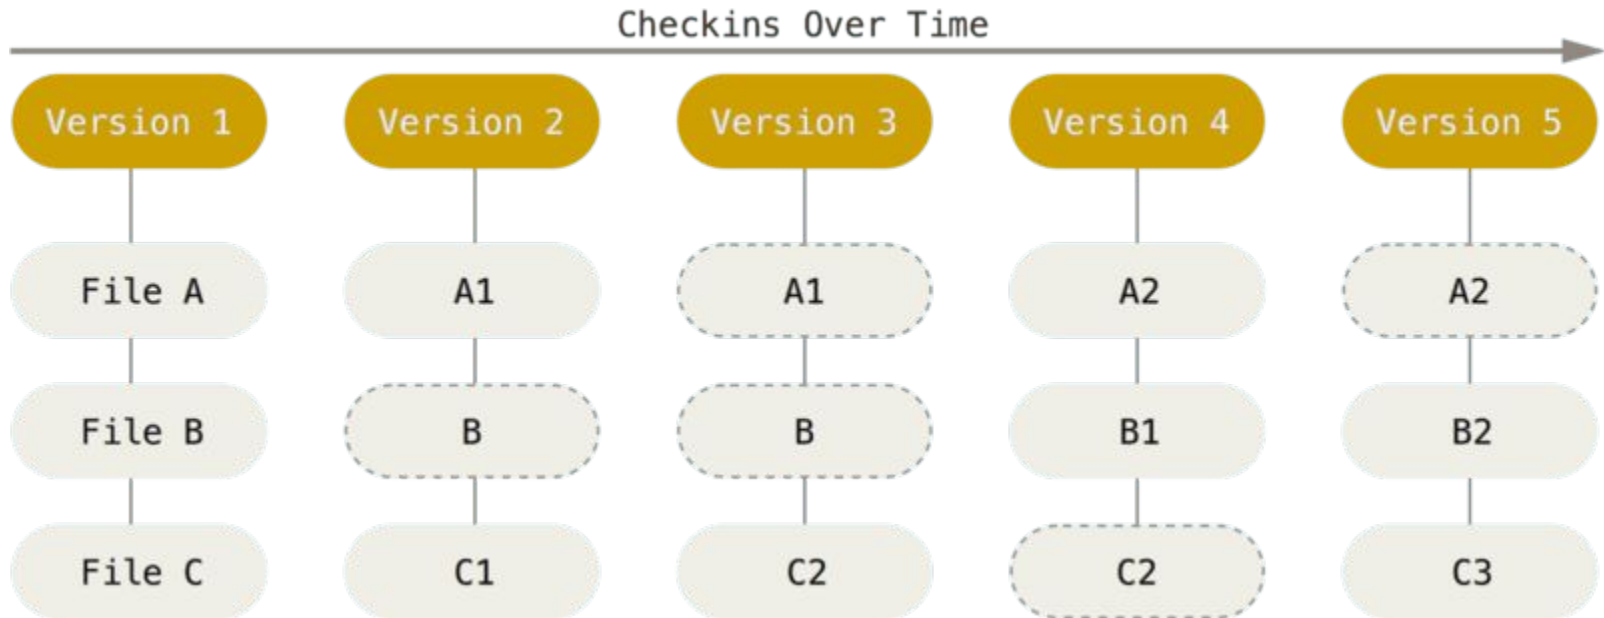 Checkins Over Time
Version 1
Version 2
Version 3
Version 4
Version 5
File A
A1
A1
A2
A2
File B
B
B
B1
B2
File C
C1
C2
C2
C3